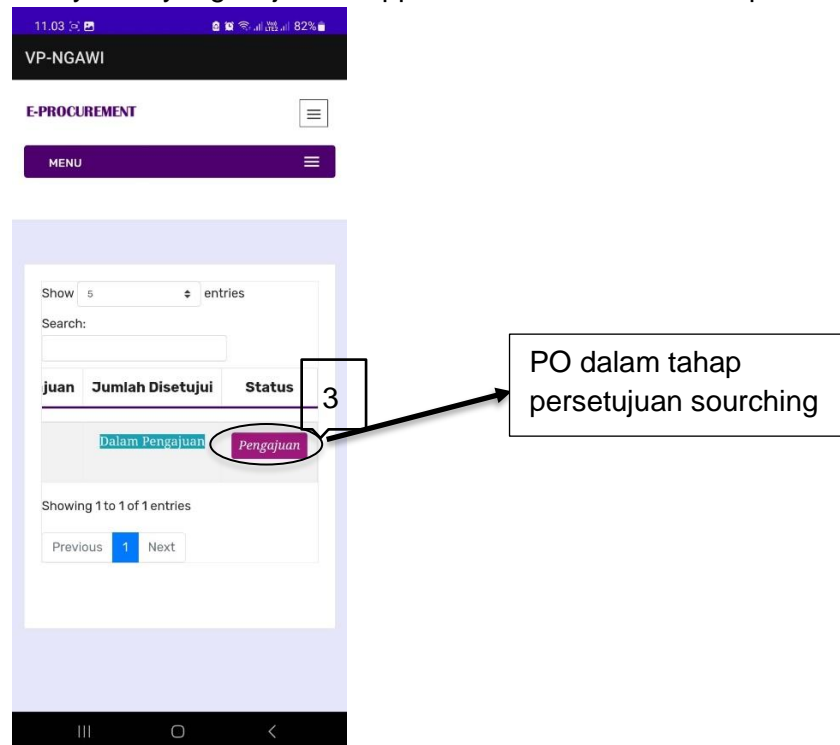 11.03 82%
VP-NGAWI
E-PROCUREMENT
MENU
Show 5 entries
Search:
juan Jumlah Disetujui Status
3
Dalam Pengajuan Pengajuan
PO dalam tahap
persetujuan sourching
Showing 1 to 1 of 1 entries
Previous 1 Next